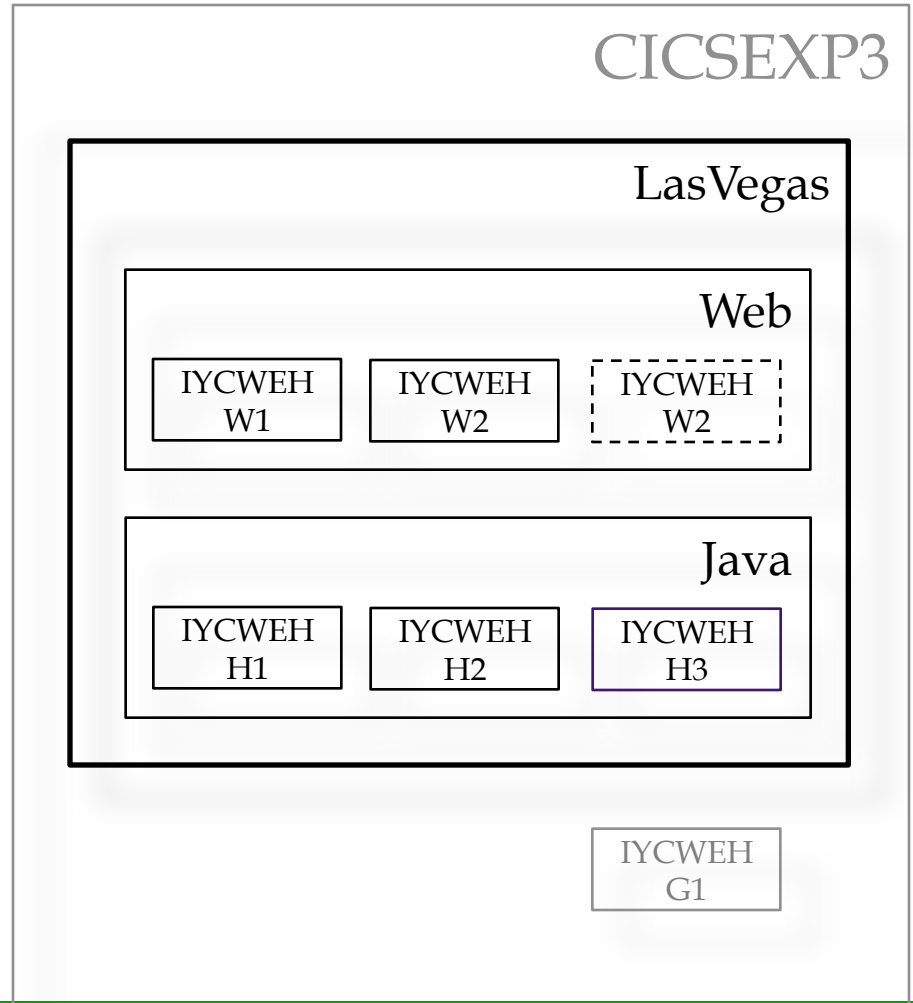 CICSEXP3
LasVegas
Web
IYCWEH
W1
IYCWEH
W2
IYCWEH
W2
Java
IYCWEH
H1
IYCWEH
H2
IYCWEH
H3
IYCWEH
G1